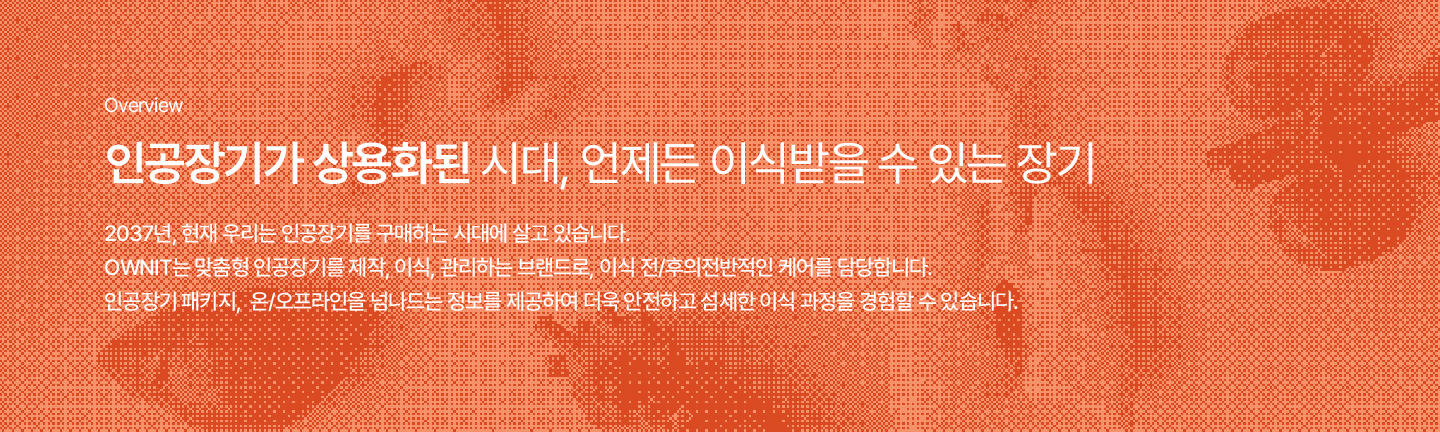 Overview
인공장기가 상용화된 시대, 언제든 이식받을 수 있는 장기
2037년, 현재 우리는 인공장기를 구매하는 시대에 살고 있습니다.
OWNIT는 맞춤형 인공장기를 제작, 이식, 관리하는 브랜드로, 이식 전/후의전반적인 케어를 담당합니다.
인공장기 패키지, 온/오프라인을 넘나드는 정보를 제공하여 더욱 안전하고 섬세한 이식 과정을 경험할 수 있습니다.